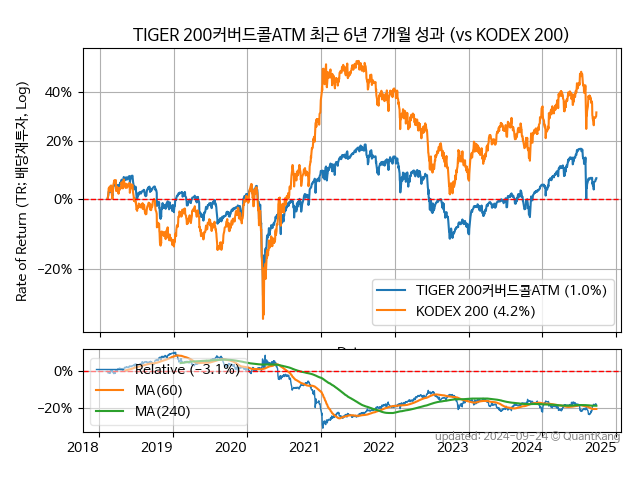 TIGER 200커버드콜ATM 최근 6년 7개월 성과 (vs KODEX 200)
Rate of Return (TR: 배당재투자, Log)
40%
20%
0%
−20%
TIGER 200커버드콜ATM (1.0%)
KODEX 200 (4.2%)
0%
−20%
Relative (−3.1%)
MA(60)
MA(240)
updated: 2024-09-24 © QuantKang
2018 2019 2020 2021 2022 2023 2024 2025